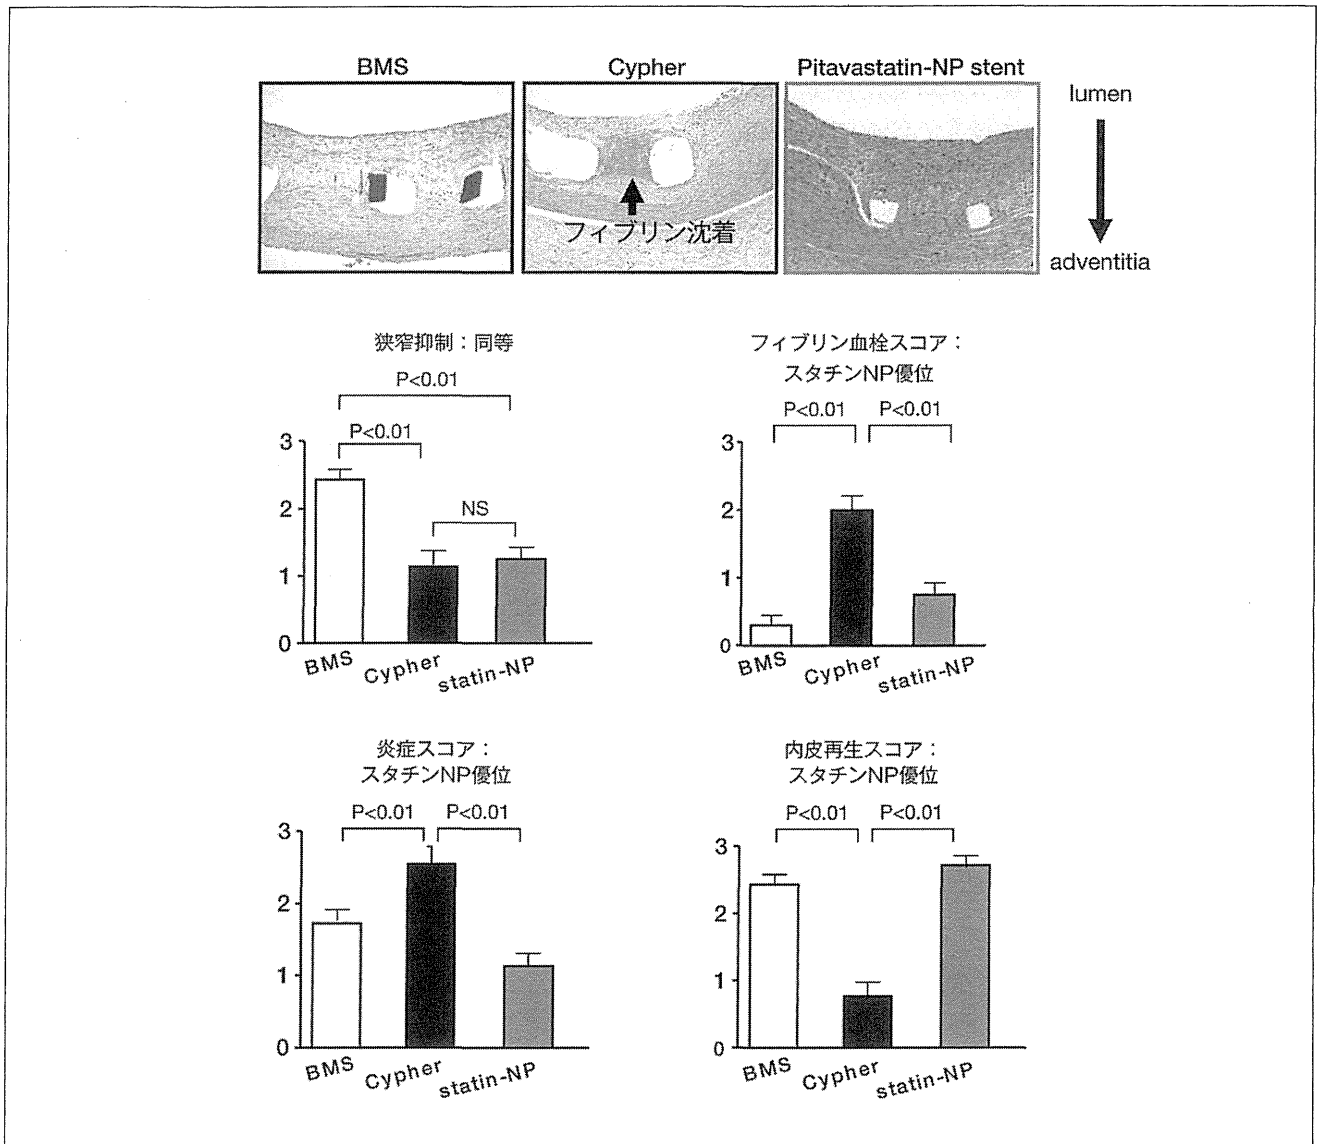 BMS
Cypher
Pitavastatin-NP stent
lumen
フィブリン沈着
adventitia
狭窄抑制：同等
P<0.01
P<0.01
NS
3
2
1
0
BMS
Cypher
statin-NP
フィブリン血栓スコア：
スタチンNP優位
P<0.01
P<0.01
3
2
1
0
BMS
Cypher
statin-NP
炎症スコア：
スタチンNP優位
P<0.01
P<0.01
3
2
1
0
BMS
Cypher
statin-NP
内皮再生スコア：
スタチンNP優位
P<0.01
P<0.01
3
2
1
0
BMS
Cypher
statin-NP